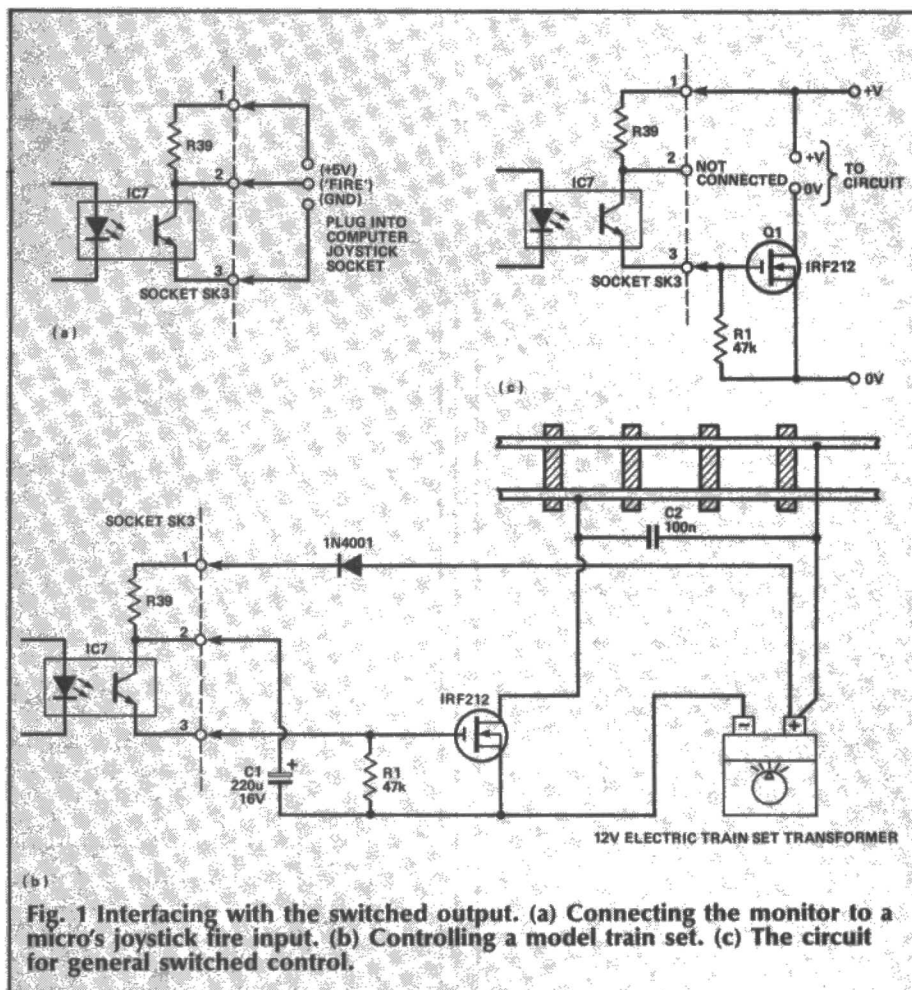 1
R39
2
IC7
3
(+5V)
('FIRE')
(GND)
PLUG INTO
COMPUTER
JOYSTICK
SOCKET
SOCKET SK3
(a)
1
R39
2
NOT
CONNECTED
IC7
3
SOCKET SK3
+V
+V
0V
TO
CIRCUIT
Q1
IRF212
R1
47k
0V
(c)
SOCKET SK3
1
1N4001
R39
2
IC7
3
C2
100n
IRF212
C1
220u
16V
+
R1
47k
~
+
12V ELECTRIC TRAIN SET TRANSFORMER
(b)
Fig. 1 Interfacing with the switched output. (a) Connecting the monitor to a
micro's joystick fire input. (b) Controlling a model train set. (c) The circuit
for general switched control.